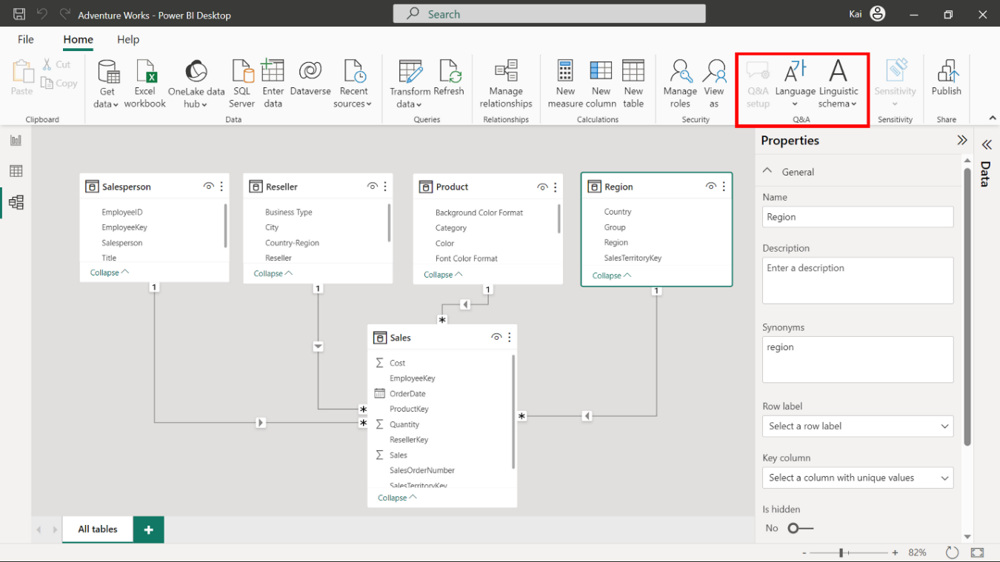 Adventure Works - Power BI Desktop
Search
Kai
File
Home
Help
Paste
Cut
Copy
Clipboard
Get
data
Excel
workbook
OneLake data
hub
SQL
Server
Enter
data
Dataverse
Recent
sources
Data
Transform
data
Refresh
Queries
Manage
relationships
Relationships
New
measure
New
column
New
table
Calculations
Manage
roles
View
as
Security
Q&A
setup
Language
Linguistic
schema
Q&A
Sensitivity
Sensitivity
Publish
Share
Salesperson
EmployeeID
EmployeeKey
Salesperson
Title
Collapse
Reseller
Business Type
City
Country-Region
Reseller
Collapse
Product
Background Color Format
Category
Color
Font Color Format
Collapse
Region
Country
Group
Region
SalesTerritoryKey
Collapse
1
1
1
1
*
Sales
Cost
EmployeeKey
OrderDate
ProductKey
Quantity
ResellerKey
Sales
SalesOrderNumber
SalesTerritoryKey
Collapse
*
*
*
Properties
General
Name
Region
Description
Enter a description
Synonyms
region
Row label
Select a row label
Key column
Select a column with unique values
Is hidden
No
Data
All tables
+
- + 82%